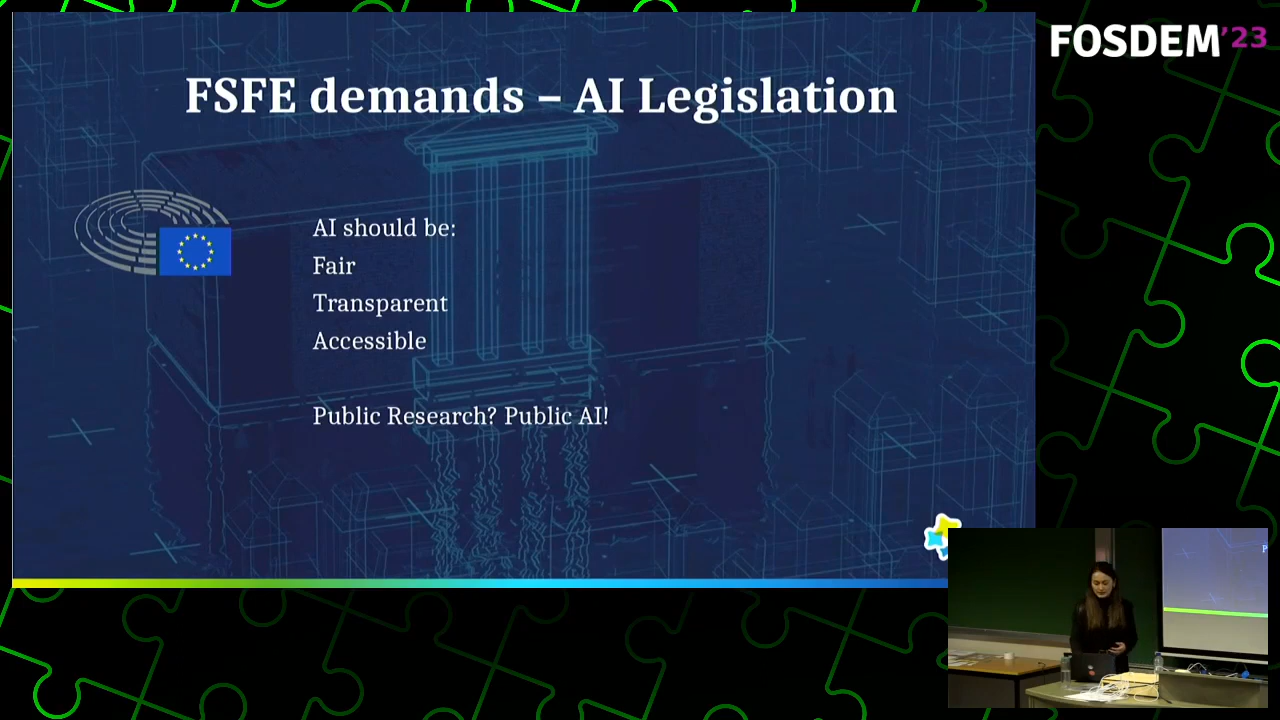 FSFE demands – AI Legislation
FOSDEM'23
AI should be:
Fair
Transparent
Accessible
Public Research? Public AI!